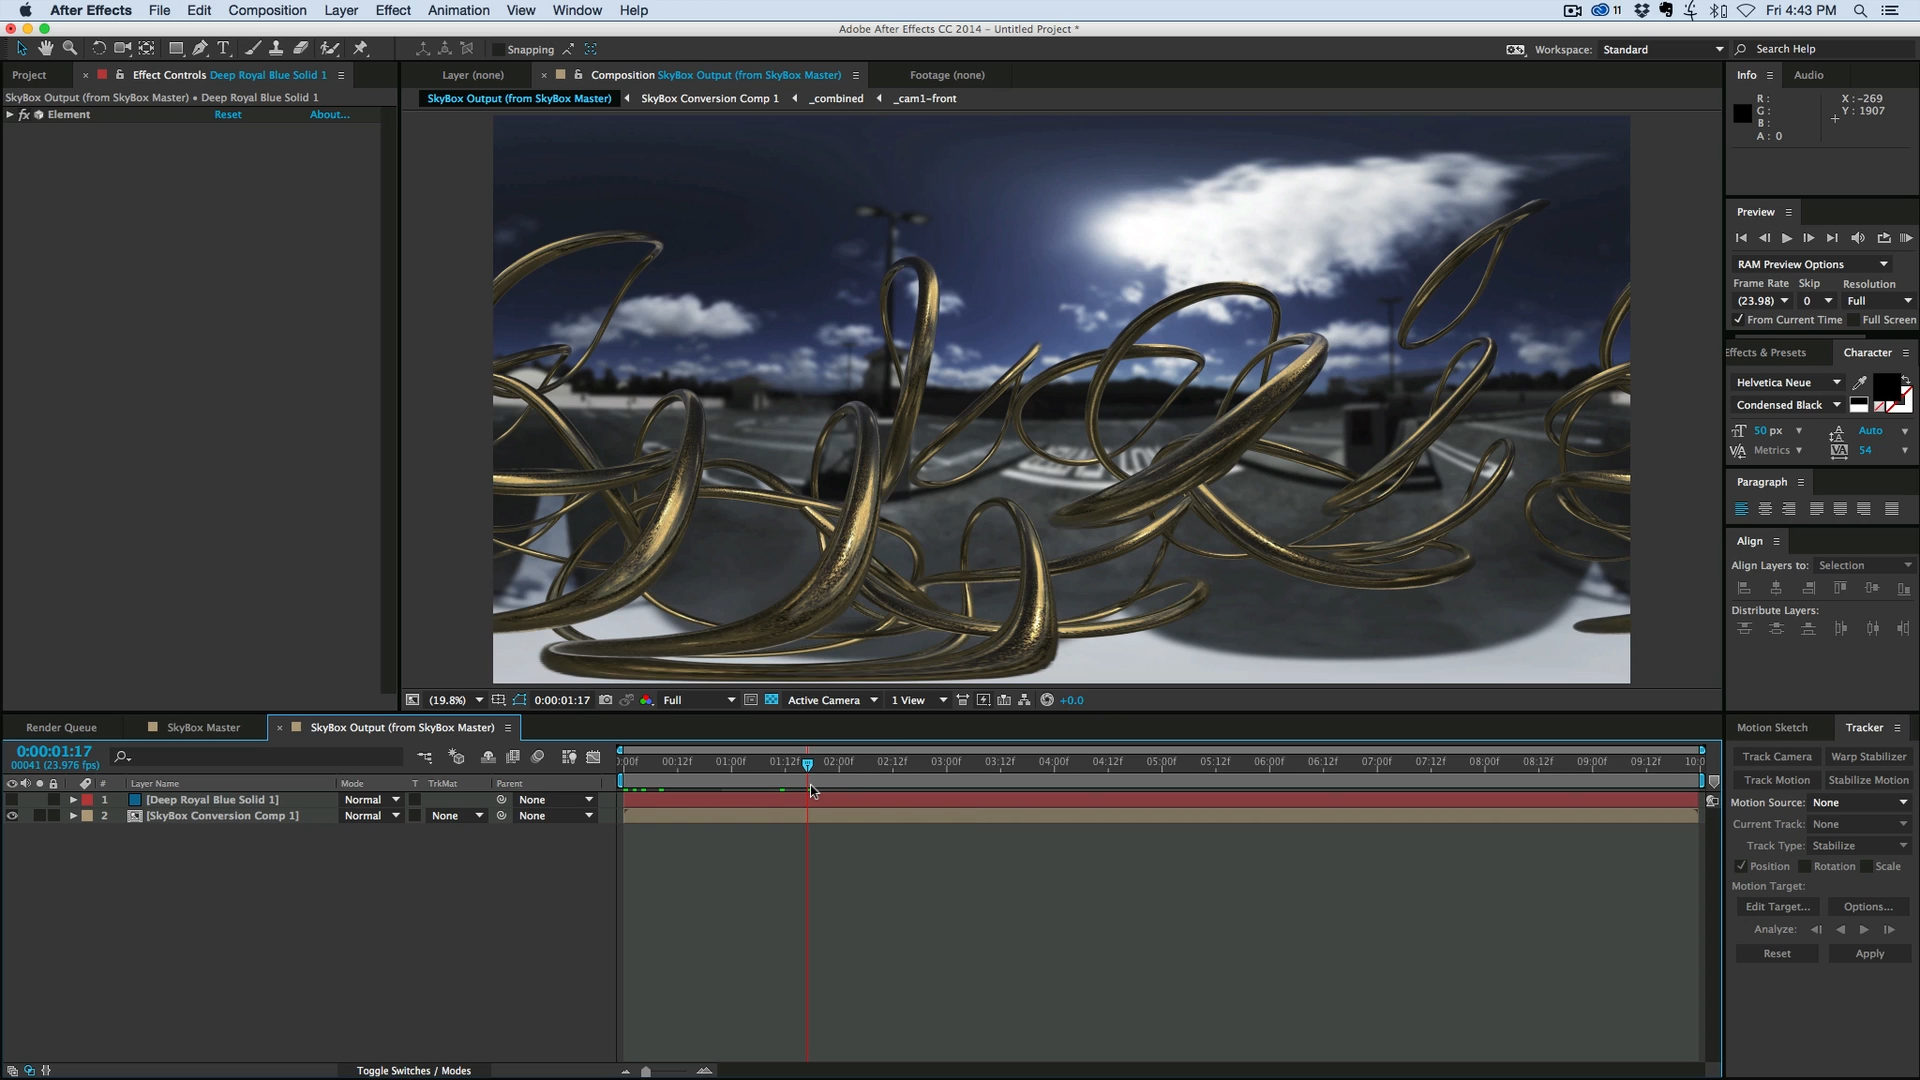 After Effects File Edit Composition Layer Effect Animation View Window Help 11 Fri 4:43 PM
Adobe After Effects CC 2014 - Untitled Project *
Snapping Workspace: Standard Search Help
Project × Effect Controls Deep Royal Blue Solid 1 Layer (none) × Composition SkyBox Output (from SkyBox Master) Footage (none) Info Audio
SkyBox Output (from SkyBox Master) • Deep Royal Blue Solid 1 SkyBox Output (from SkyBox Master) SkyBox Conversion Comp 1 _combined _cam1-front
fx Element Reset About...
R: X : -269
G: Y : 1907
B:
A : 0
Preview
RAM Preview Options
Frame Rate Skip Resolution
(23.98) 0 Full
From Current Time Full Screen
Effects & Presets Character
Helvetica Neue
Condensed Black
50 px Auto
Metrics 54
Paragraph
Align
Align Layers to: Selection
Distribute Layers:
(19.8%) 0:00:01:17 Full Active Camera 1 View +0.0
Render Queue SkyBox Master × SkyBox Output (from SkyBox Master) Motion Sketch Tracker
0:00:01:17
00041 (23.976 fps)
:00f 00:12f 01:00f 01:12f 02:00f 02:12f 03:00f 03:12f 04:00f 04:12f 05:00f 05:12f 06:00f 06:12f 07:00f 07:12f 08:00f 08:12f 09:00f 09:12f 10:0
# Layer Name Mode T TrkMat Parent
1 [Deep Royal Blue Solid 1] Normal None
2 [SkyBox Conversion Comp 1] Normal None None
Track Camera Warp Stabilizer
Track Motion Stabilize Motion
Motion Source: None
Current Track: None
Track Type: Stabilize
Position Rotation Scale
Motion Target:
Edit Target... Options...
Analyze:
Reset Apply
Toggle Switches / Modes